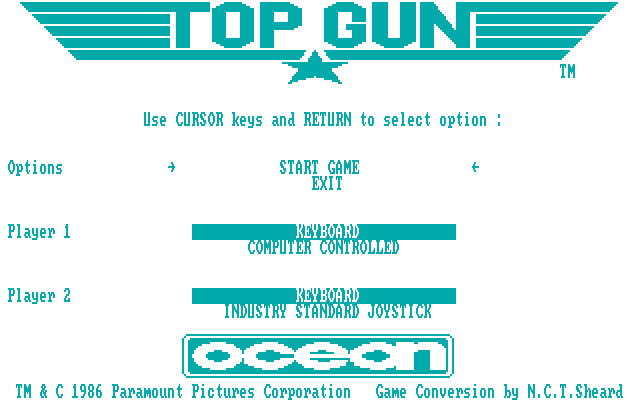 TOP GUN
TM
Use CURSOR keys and RETURN to select option :
Options → START GAME ←
EXIT
Player 1 KEYBOARD
COMPUTER CONTROLLED
Player 2 KEYBOARD
INDUSTRY STANDARD JOYSTICK
ocean
TM & C 1986 Paramount Pictures Corporation Game Conversion by N.C.T.Sheard